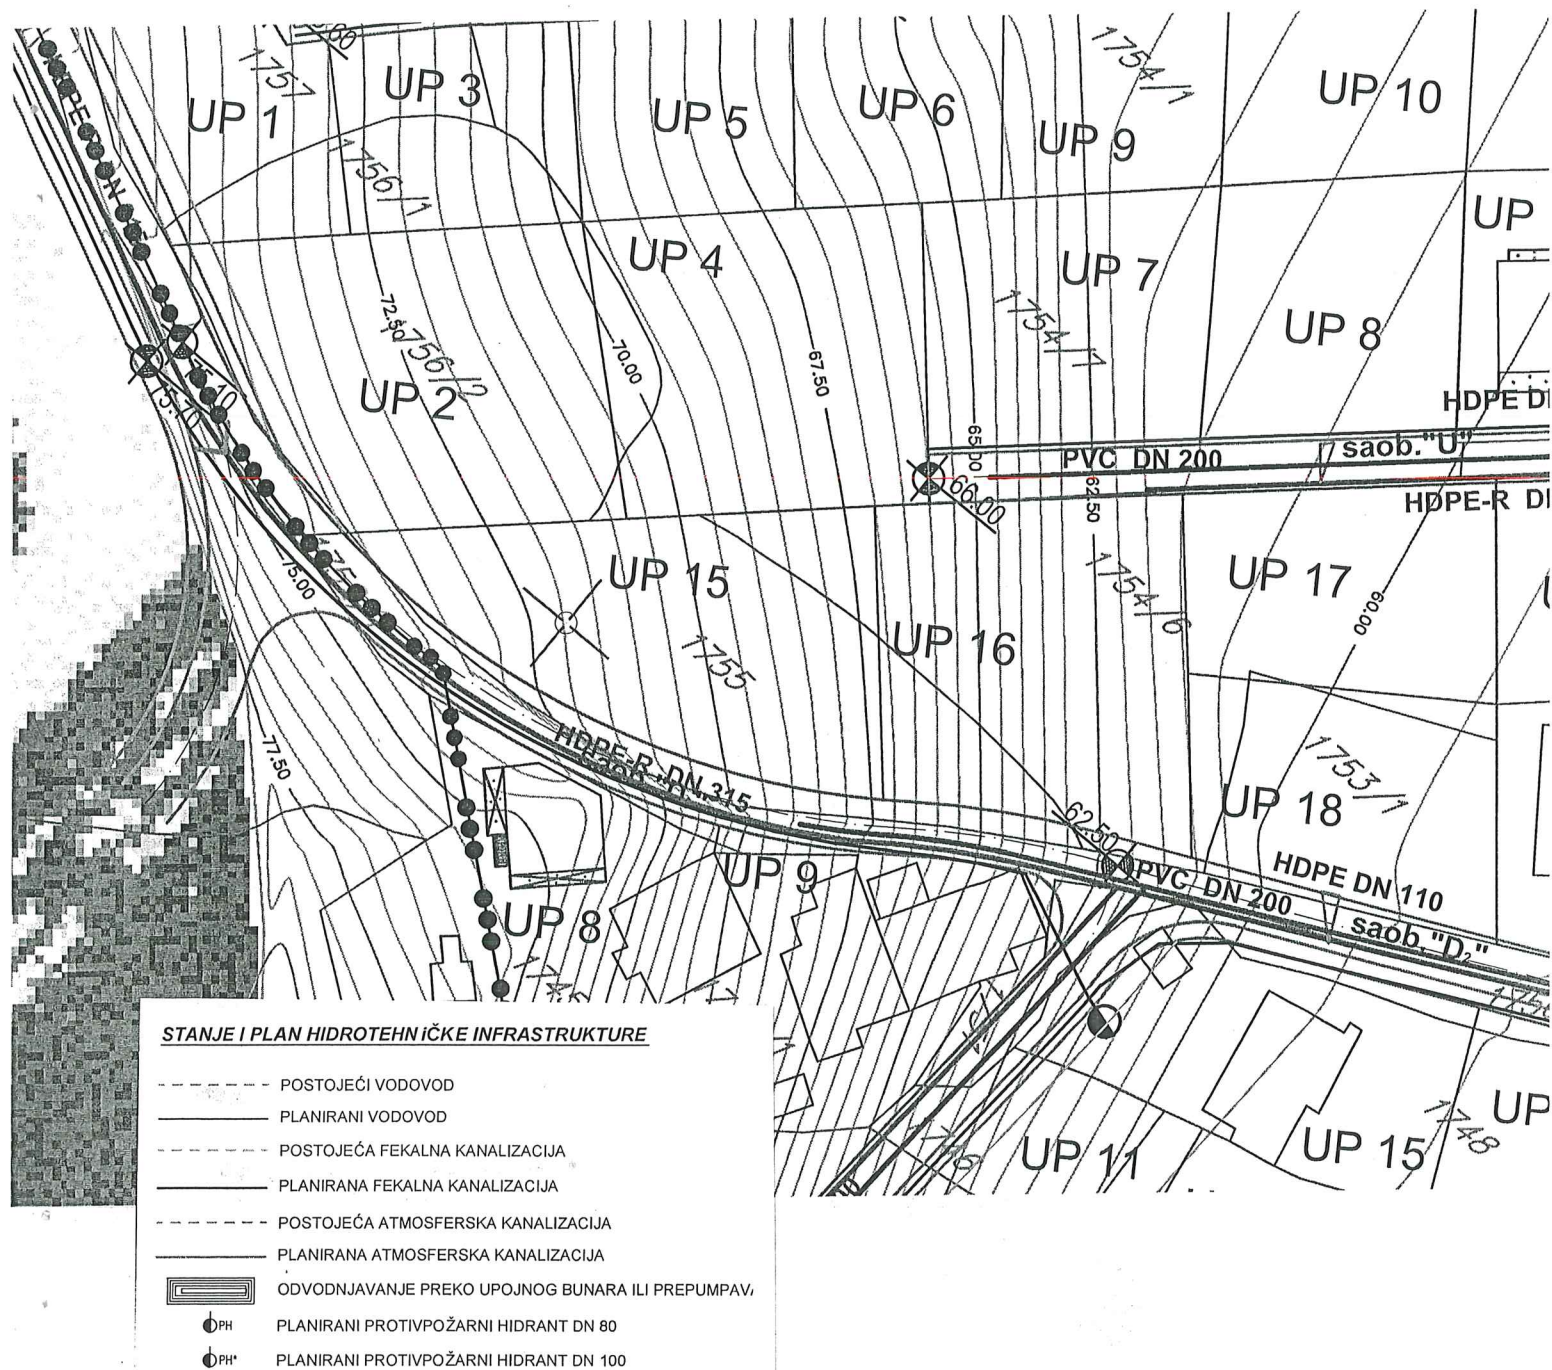 UP 1
1757
UP 3
UP 5
UP 6
1754/1
UP 9
UP 10
1756/1
UP 4
UP 7
UP
72.50
1756/2
UP 2
70.00
67.50
1754/1
UP 8
HDPE
65.00
PVC DN 200
saob. "U"
66.00
62.50
HDPE-R
75.70
75.00
UP 15
1755
UP 16
1754/6
UP 17
60.00
77.50
HDPE-R DN 315
UP 18
1753/1
62.50
PVC DN 200
HDPE DN 110
saob. "D2"
UP 9
UP 8
UP 11
UP 15
1748
UP
STANJE I PLAN HIDROTEHNIČKE INFRASTRUKTURE
POSTOJEĆI VODOVOD
PLANIRANI VODOVOD
POSTOJEĆA FEKALNA KANALIZACIJA
PLANIRANA FEKALNA KANALIZACIJA
POSTOJEĆA ATMOSFERSKA KANALIZACIJA
PLANIRANA ATMOSFERSKA KANALIZACIJA
ODVODNJAVANJE PREKO UPOJNOG BUNARA ILI PREPUMPAVA
PH PLANIRANI PROTIVPOŽARNI HIDRANT DN 80
PH* PLANIRANI PROTIVPOŽARNI HIDRANT DN 100